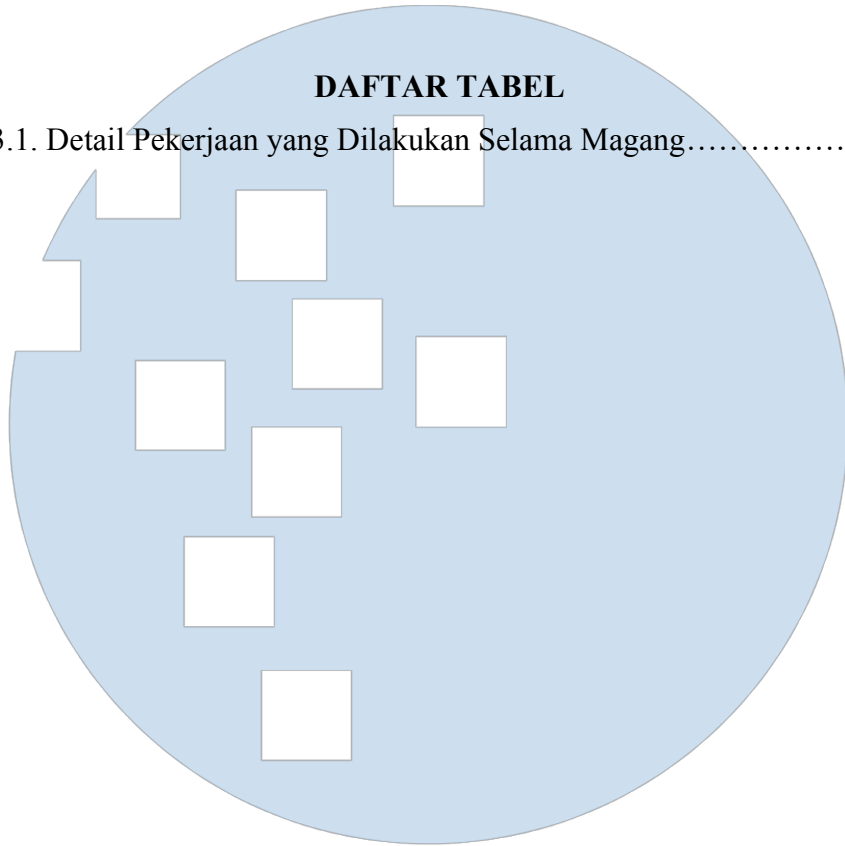 DAFTAR TABEL
3.1. Detail Pekerjaan yang Dilakukan Selama Magang……………